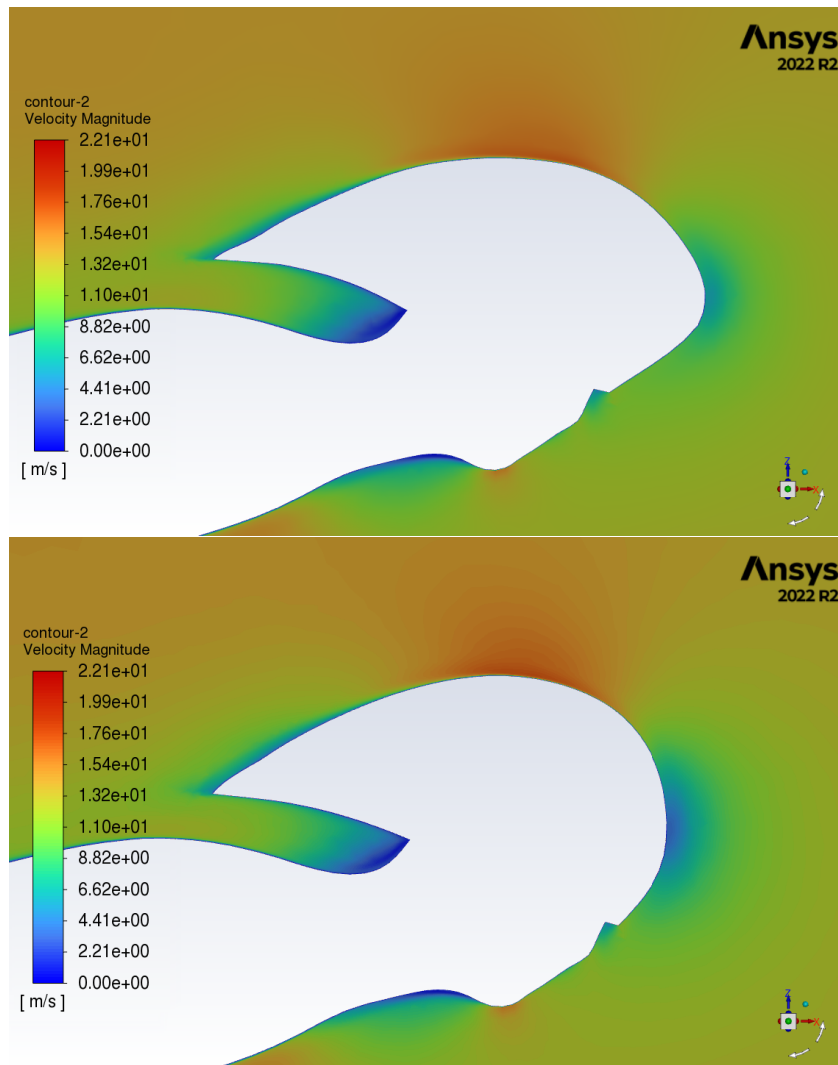 Ansys
2022 R2
contour-2
Velocity Magnitude
2.21e+01
1.99e+01
1.76e+01
1.54e+01
1.32e+01
1.10e+01
8.82e+00
6.62e+00
4.41e+00
2.21e+00
0.00e+00
[ m/s ]
Z
X
Ansys
2022 R2
contour-2
Velocity Magnitude
2.21e+01
1.99e+01
1.76e+01
1.54e+01
1.32e+01
1.10e+01
8.82e+00
6.62e+00
4.41e+00
2.21e+00
0.00e+00
[ m/s ]
Z
X